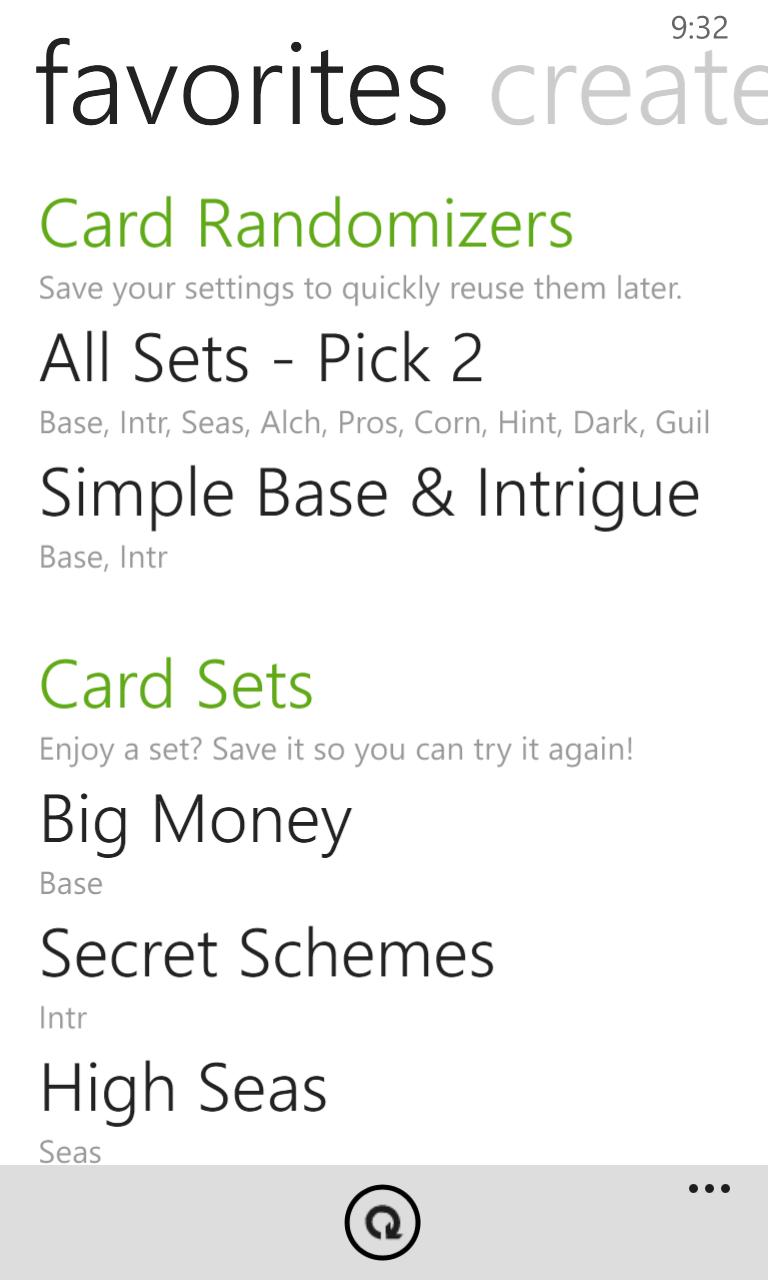 9:32
favorites create
Card Randomizers
Save your settings to quickly reuse them later.
All Sets - Pick 2
Base, Intr, Seas, Alch, Pros, Corn, Hint, Dark, Guil
Simple Base & Intrigue
Base, Intr
Card Sets
Enjoy a set? Save it so you can try it again!
Big Money
Base
Secret Schemes
Intr
High Seas
Seas